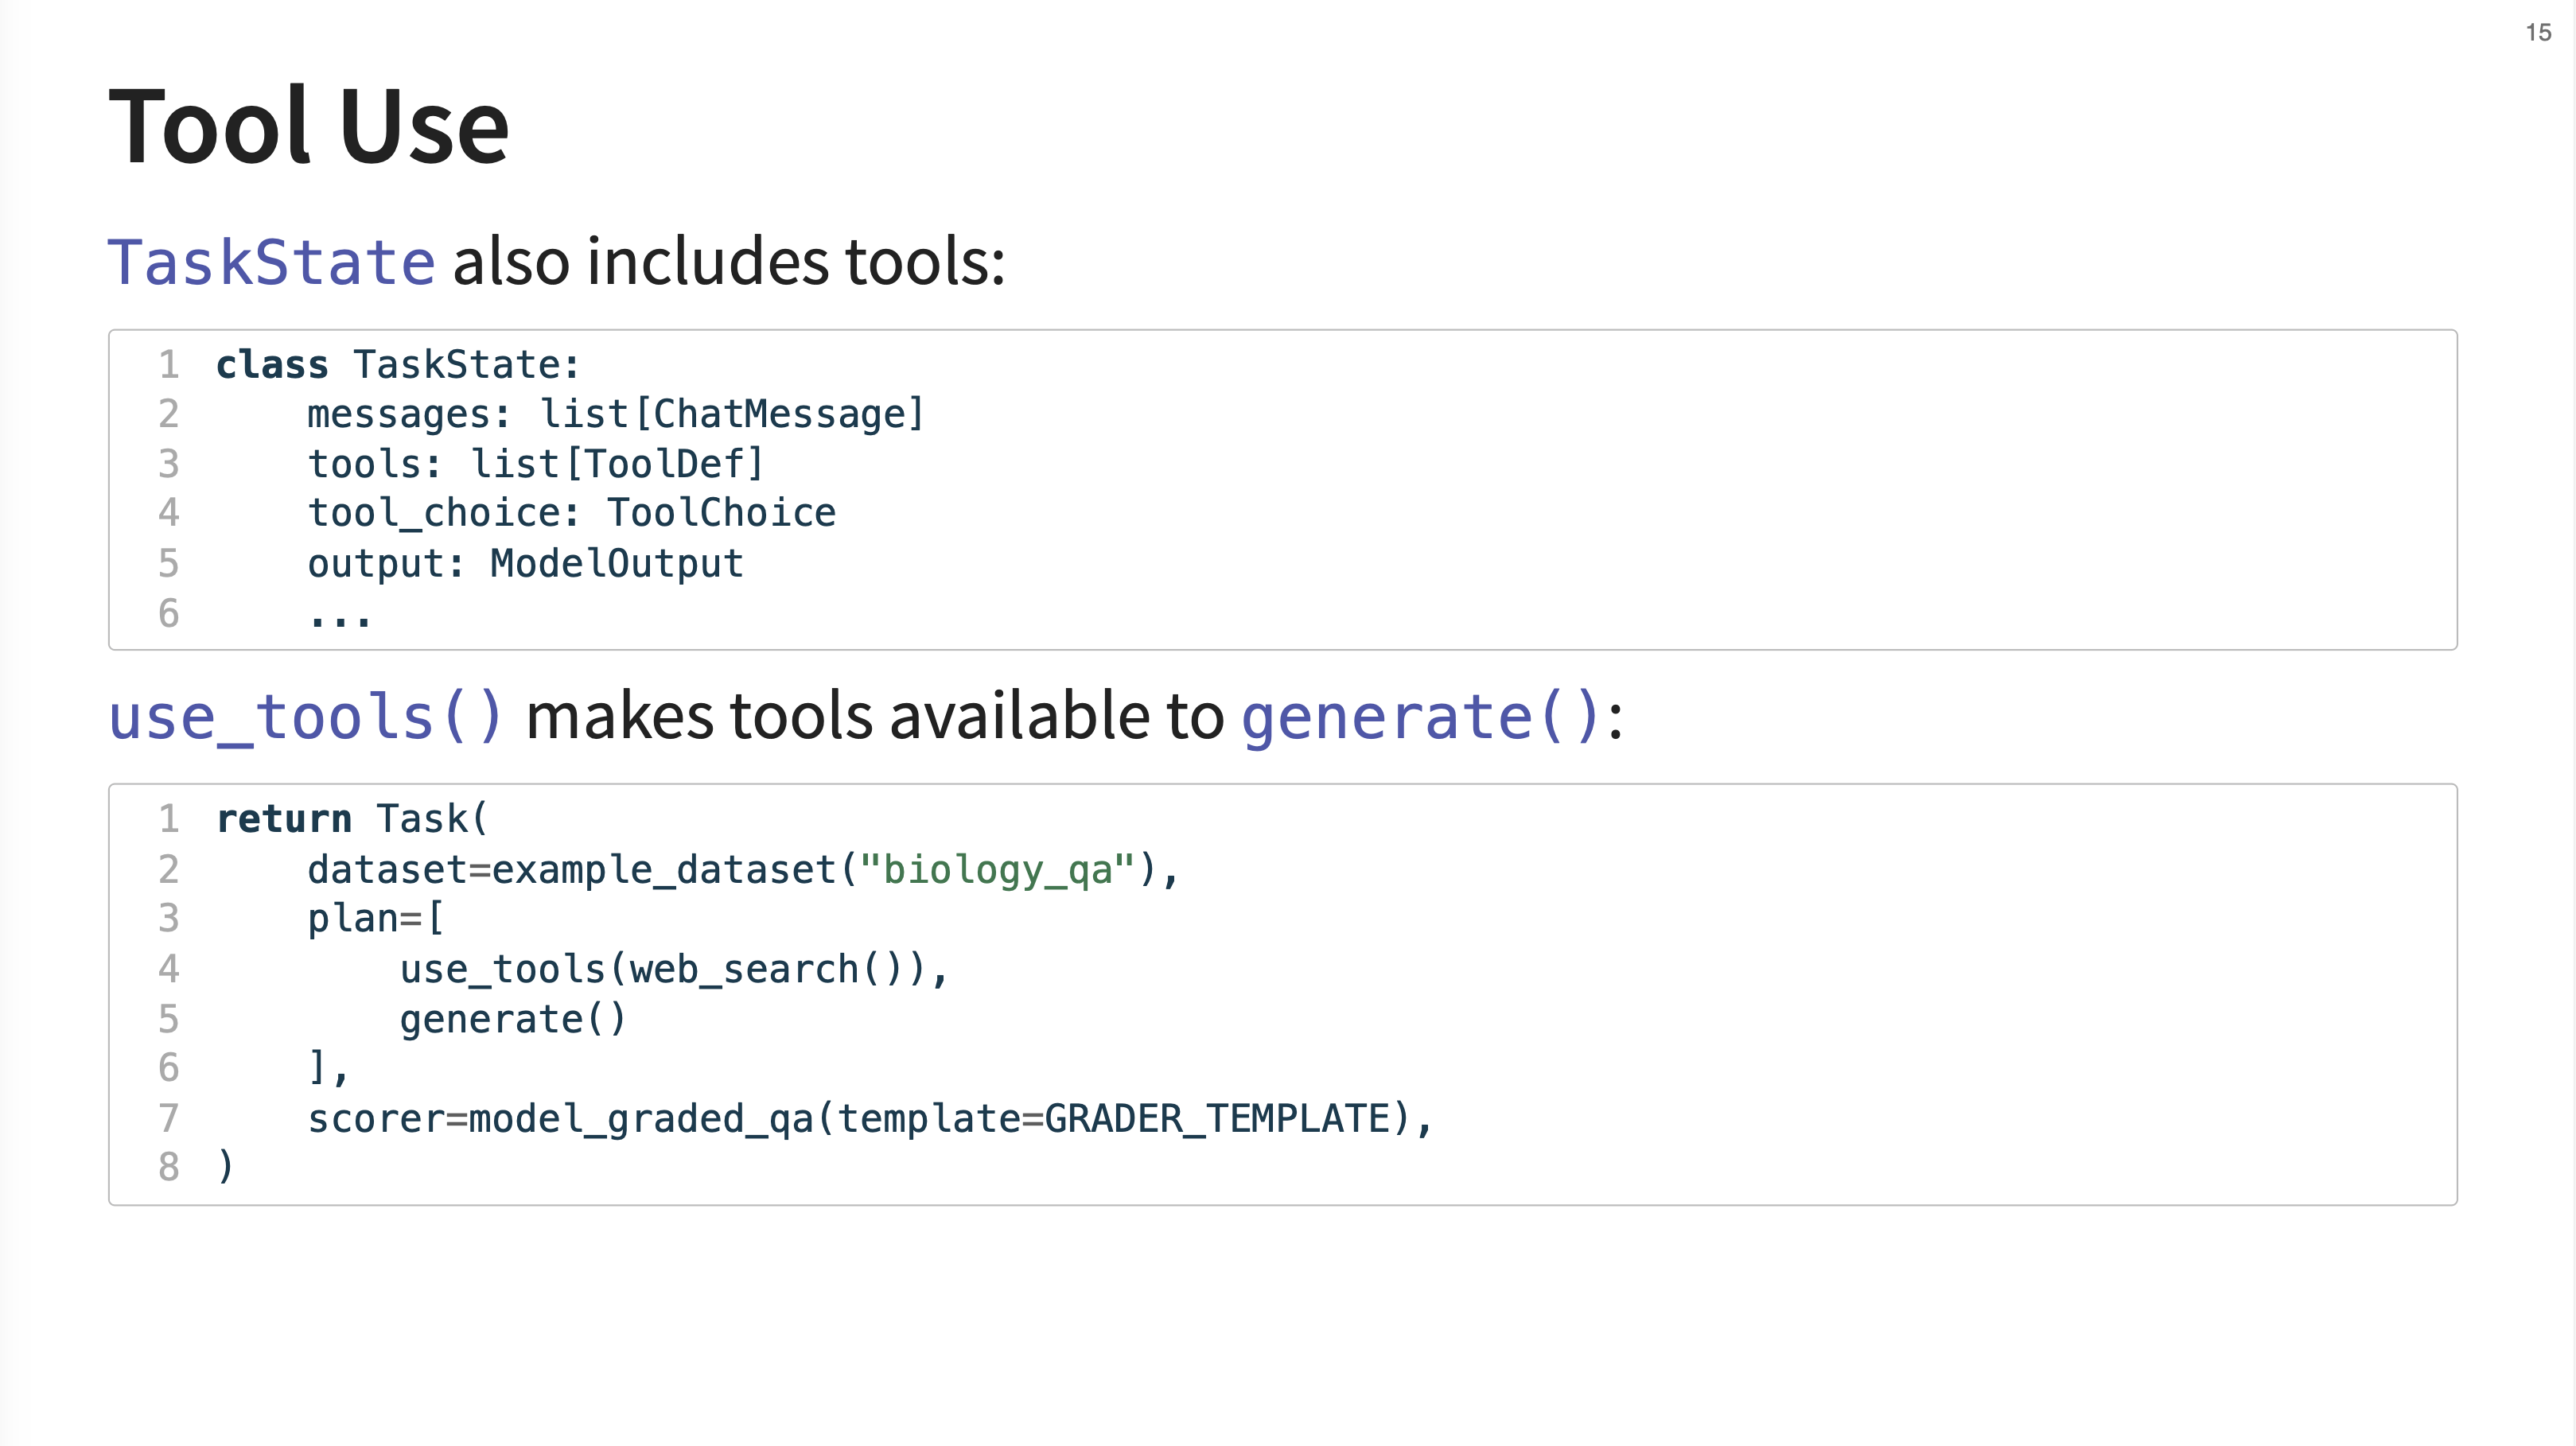 15
Tool Use
TaskState also includes tools:
1 class TaskState:
2     messages: list[ChatMessage]
3     tools: list[ToolDef]
4     tool_choice: ToolChoice
5     output: ModelOutput
6     ...
use_tools() makes tools available to generate():
1 return Task(
2     dataset=example_dataset("biology_qa"),
3     plan=[
4         use_tools(web_search()),
5         generate()
6     ],
7     scorer=model_graded_qa(template=GRADER_TEMPLATE),
8 )